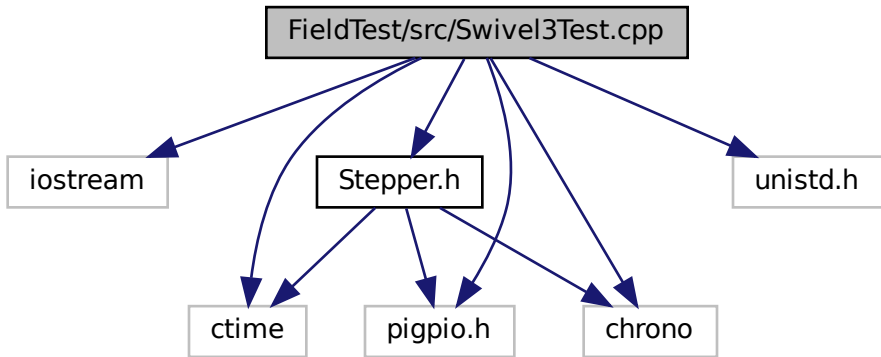 FieldTest/src/Swivel3Test.cpp
iostream
Stepper.h
unistd.h
ctime
pigpio.h
chrono